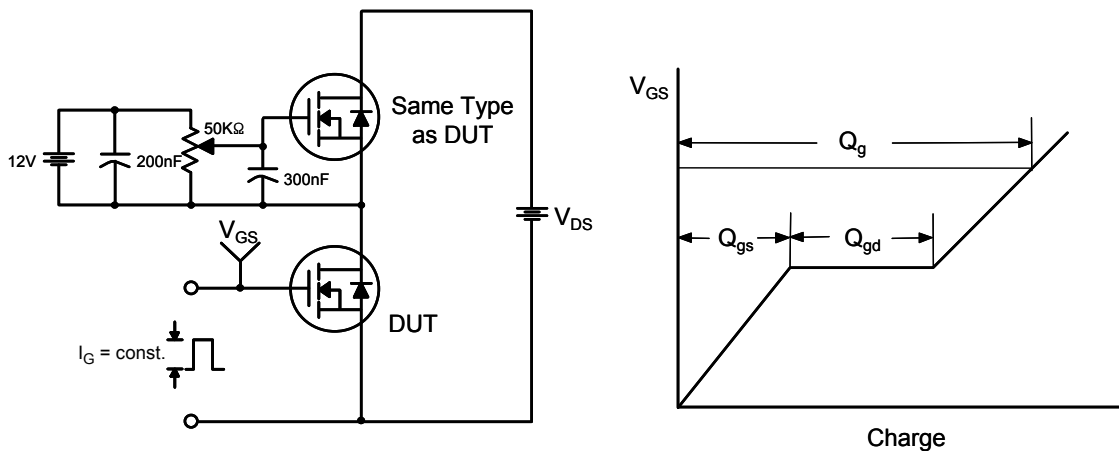 12V
200nF
50KΩ
300nF
Same Type
as DUT
V_DS
V_GS
DUT
I_G = const.
V_GS
Q_g
Q_gs
Q_gd
Charge